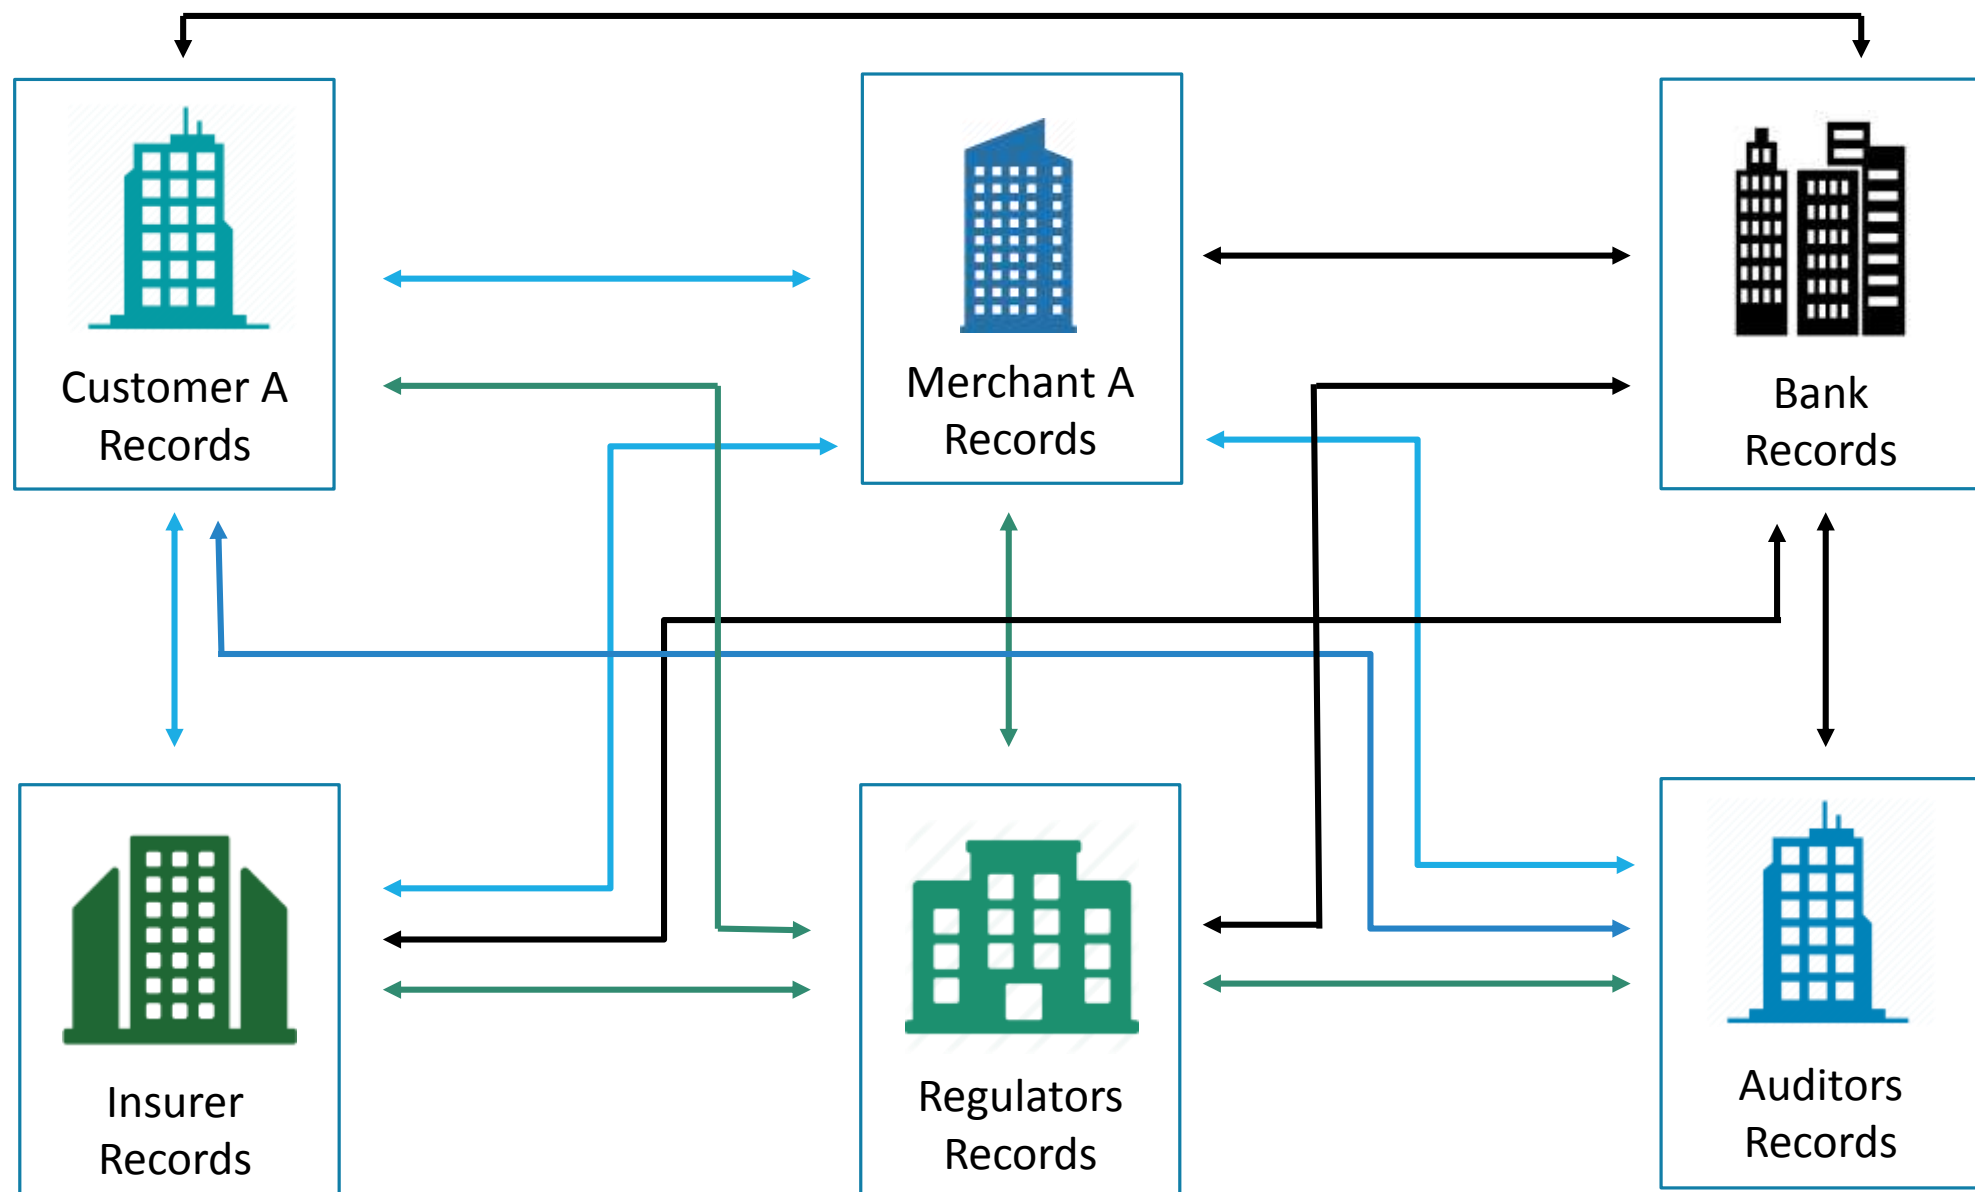 Customer A
Records
Merchant A
Records
Bank
Records
Insurer
Records
Regulators
Records
Auditors
Records